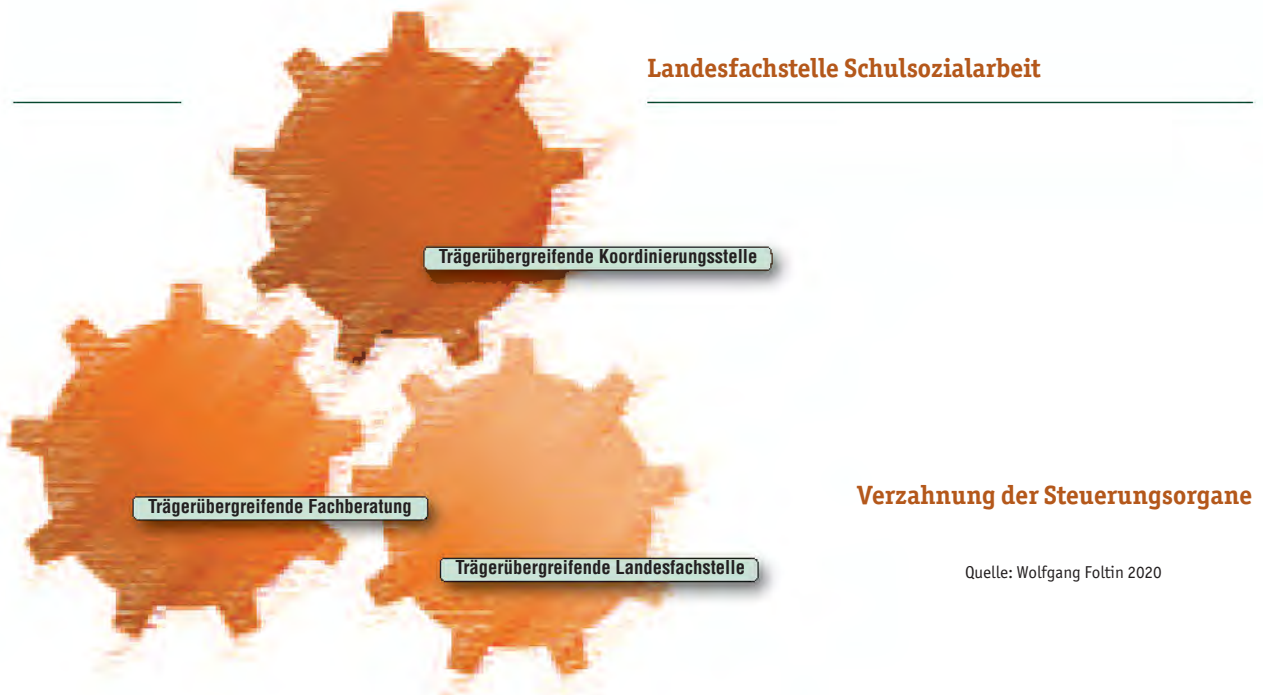 Landesfachstelle Schulsozialarbeit
Trägerübergreifende Koordinierungsstelle
Trägerübergreifende Fachberatung
Verzahnung der Steuerungsorgane
Trägerübergreifende Landesfachstelle
Quelle: Wolfgang Foltin 2020